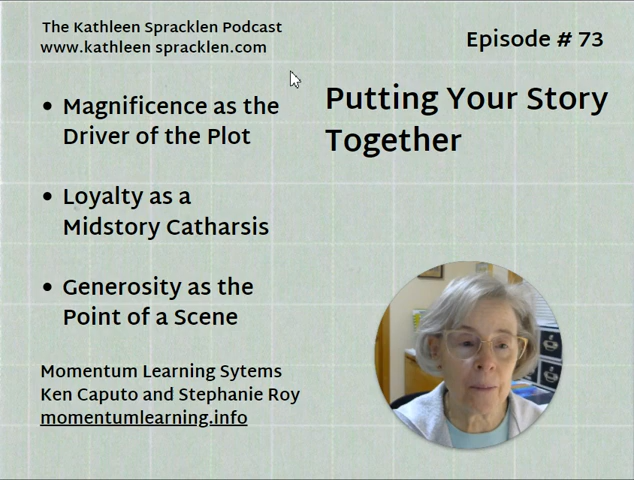 The Kathleen Spracklen Podcast
www.kathleen spracklen.com
Episode # 73
Putting Your Story
Together
• Magnificence as the
Driver of the Plot
• Loyalty as a
Midstory Catharsis
• Generosity as the
Point of a Scene
Momentum Learning Sytems
Ken Caputo and Stephanie Roy
momentumlearning.info